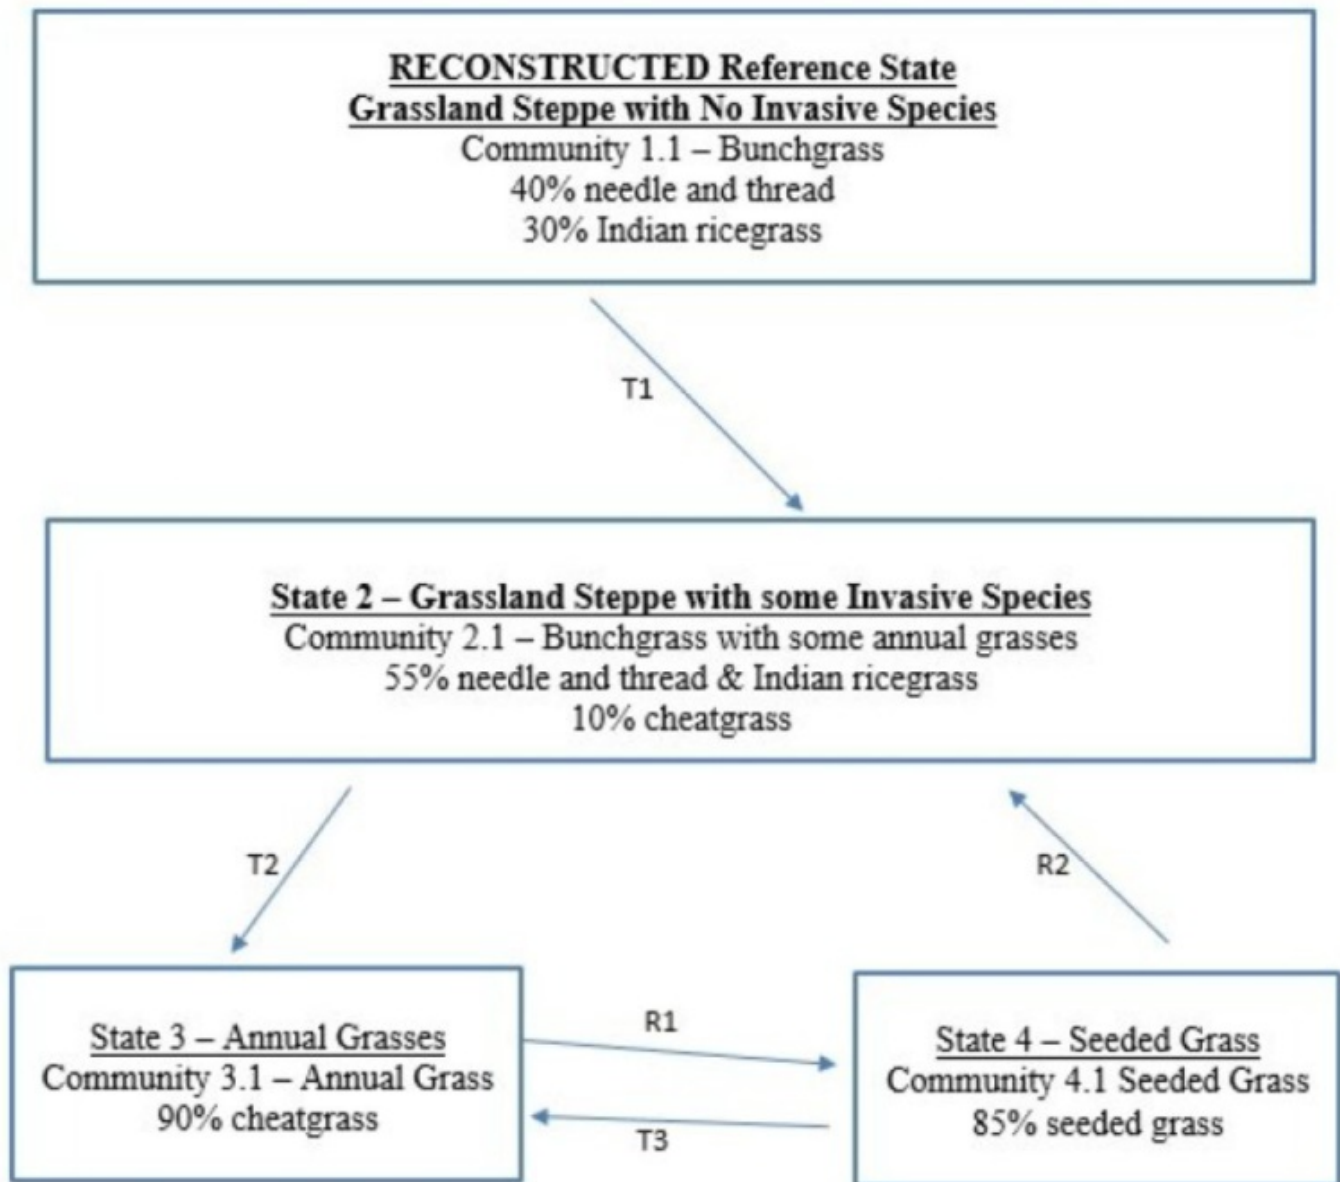 RECONSTRUCTED Reference State
Grassland Steppe with No Invasive Species
Community 1.1 – Bunchgrass
40% needle and thread
30% Indian ricegrass
T1
State 2 – Grassland Steppe with some Invasive Species
Community 2.1 – Bunchgrass with some annual grasses
55% needle and thread & Indian ricegrass
10% cheatgrass
T2
R2
State 3 – Annual Grasses
Community 3.1 – Annual Grass
90% cheatgrass
R1
T3
State 4 – Seeded Grass
Community 4.1 Seeded Grass
85% seeded grass